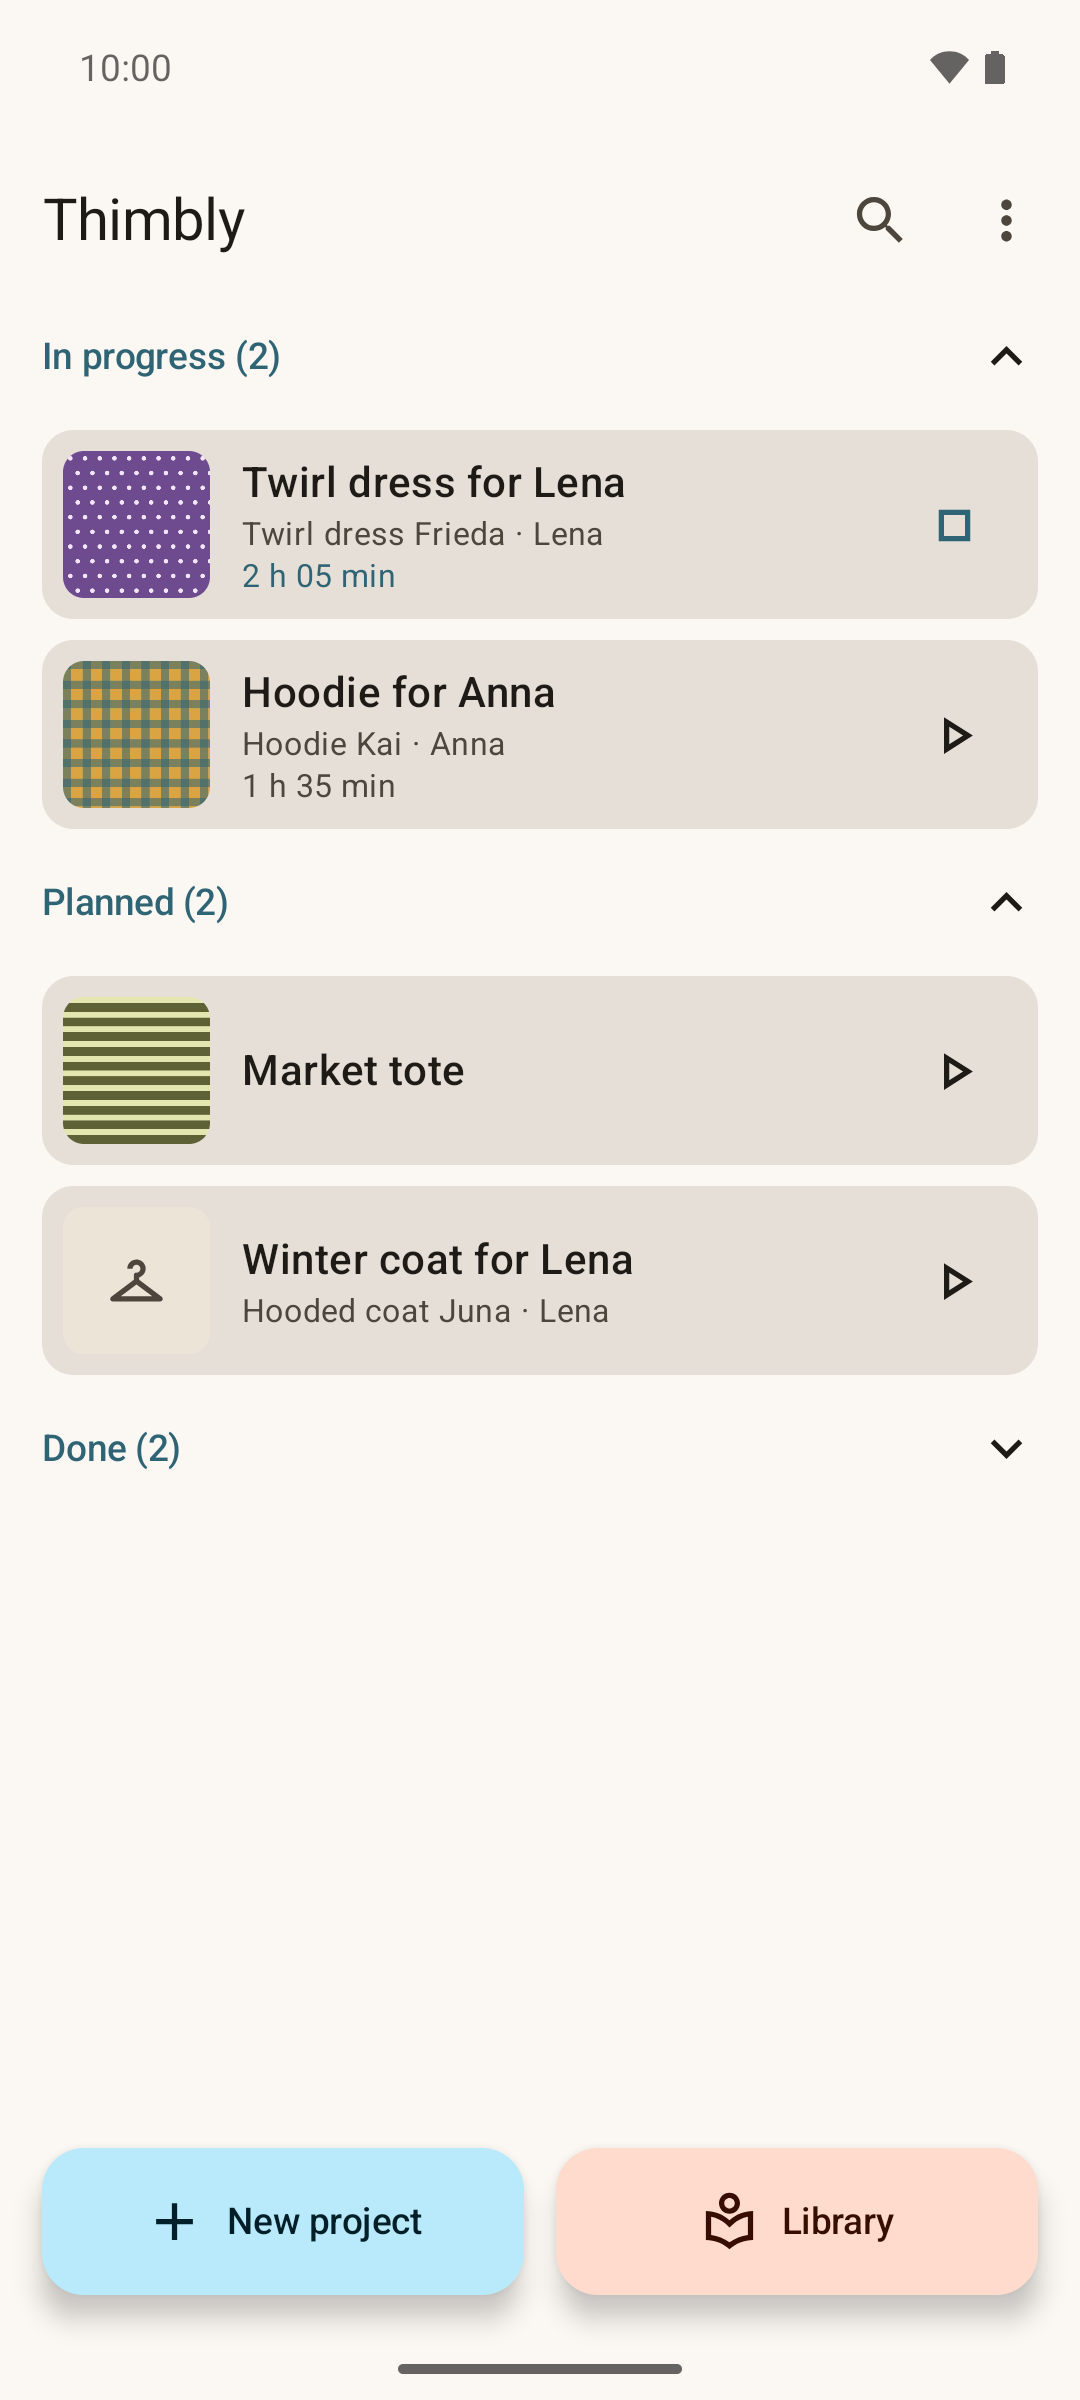 10:00
Thimbly
In progress (2)
Twirl dress for Lena
Twirl dress Frieda · Lena
2 h 05 min
Hoodie for Anna
Hoodie Kai · Anna
1 h 35 min
Planned (2)
Market tote
Winter coat for Lena
Hooded coat Juna · Lena
Done (2)
New project
Library